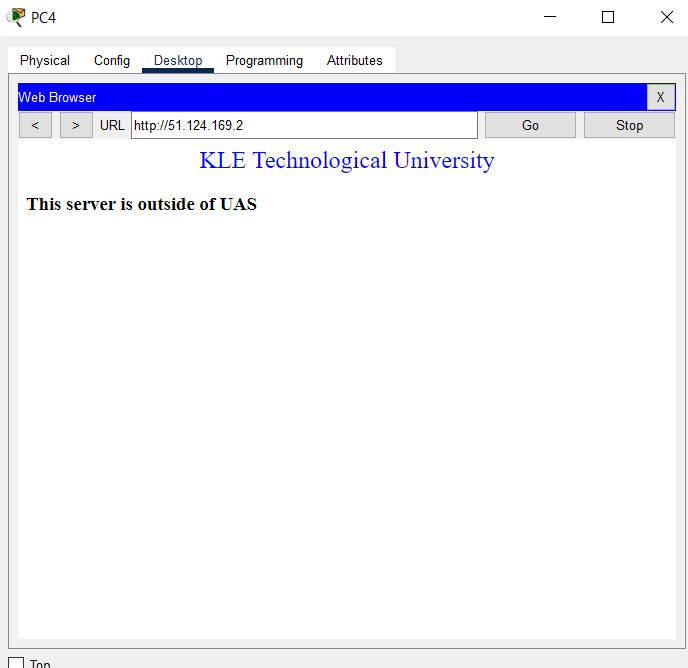 PC4
Physical Config Desktop Programming Attributes
Web Browser X
< > URL http://51.124.169.2 Go Stop
KLE Technological University
This server is outside of UAS
Top